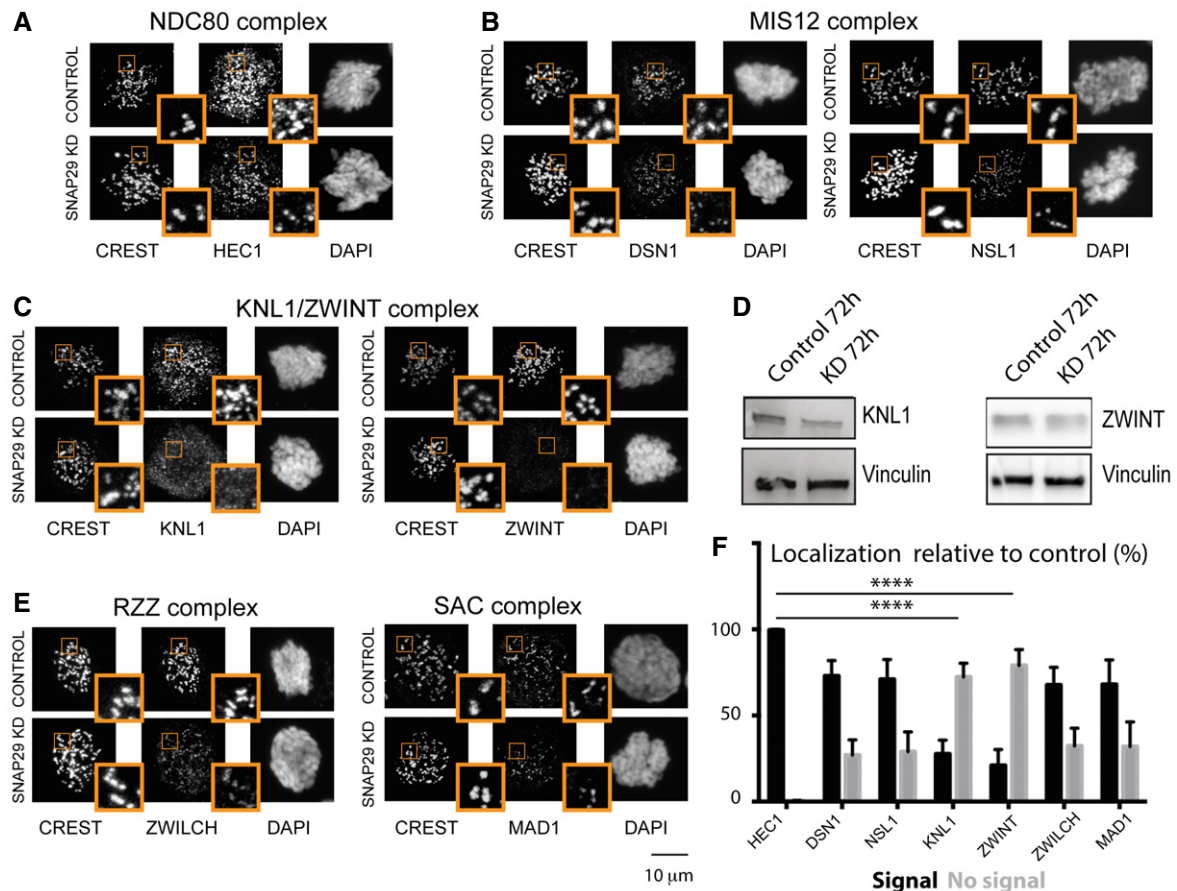 A
NDC80 complex
CONTROL
SNAP29 KD
CREST HEC1 DAPI
B
MIS12 complex
CONTROL
SNAP29 KD
CREST DSN1 DAPI
CONTROL
SNAP29 KD
CREST NSL1 DAPI
C
KNL1/ZWINT complex
CONTROL
SNAP29 KD
CREST KNL1 DAPI
CONTROL
SNAP29 KD
CREST ZWINT DAPI
D
Control 72h
KD 72h
KNL1
Vinculin
Control 72h
KD 72h
ZWINT
Vinculin
E
RZZ complex
CONTROL
SNAP29 KD
CREST ZWILCH DAPI
SAC complex
CONTROL
SNAP29 KD
CREST MAD1 DAPI
10 μm
F
Localization relative to control (%)
****
****
100
50
0
HEC1
DSN1
NSL1
KNL1
ZWINT
ZWILCH
MAD1
Signal No signal